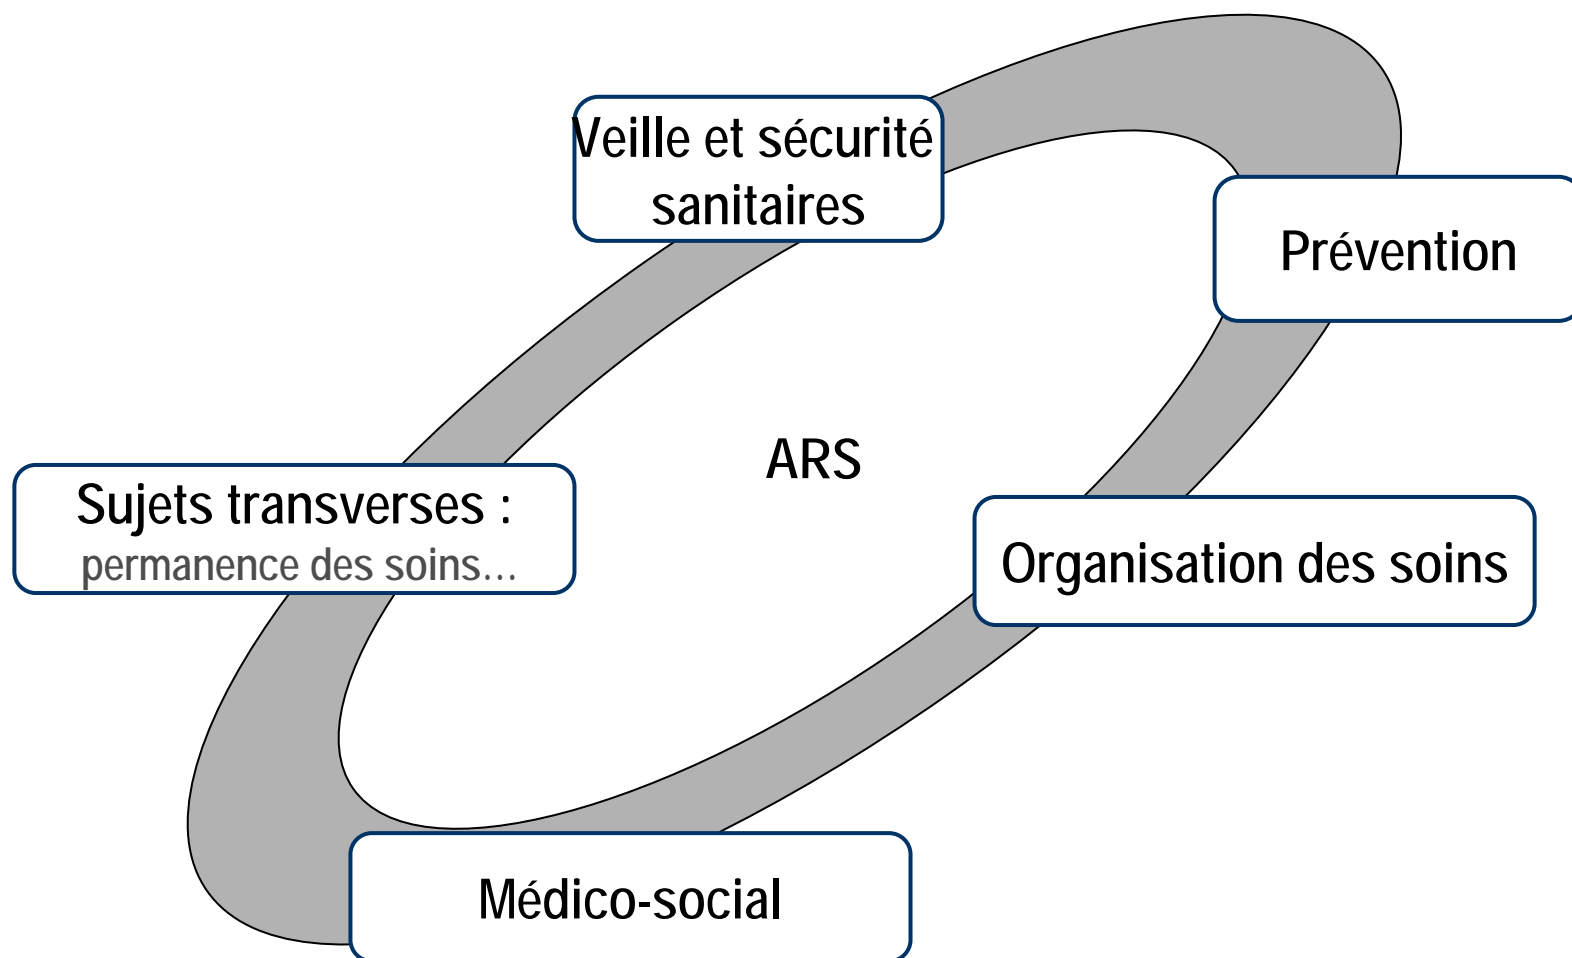 Veille et sécurité
sanitaires
Prévention
ARS
Sujets transverses :
permanence des soins…
Organisation des soins
Médico-social